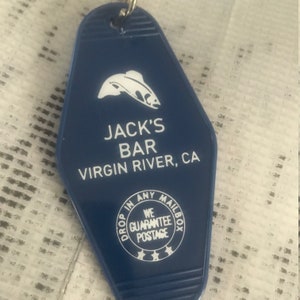 JACK'S
BAR
VIRGIN RIVER, CA
DROP IN ANY MAILBOX
WE
GUARANTEE
POSTAGE